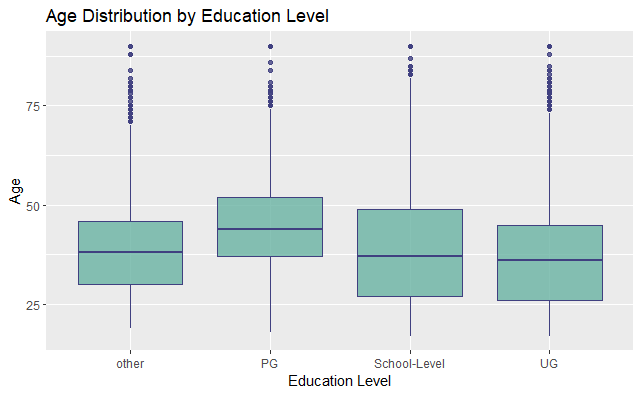 Age Distribution by Education Level
Age
75
50
25
other PG School-Level UG
Education Level